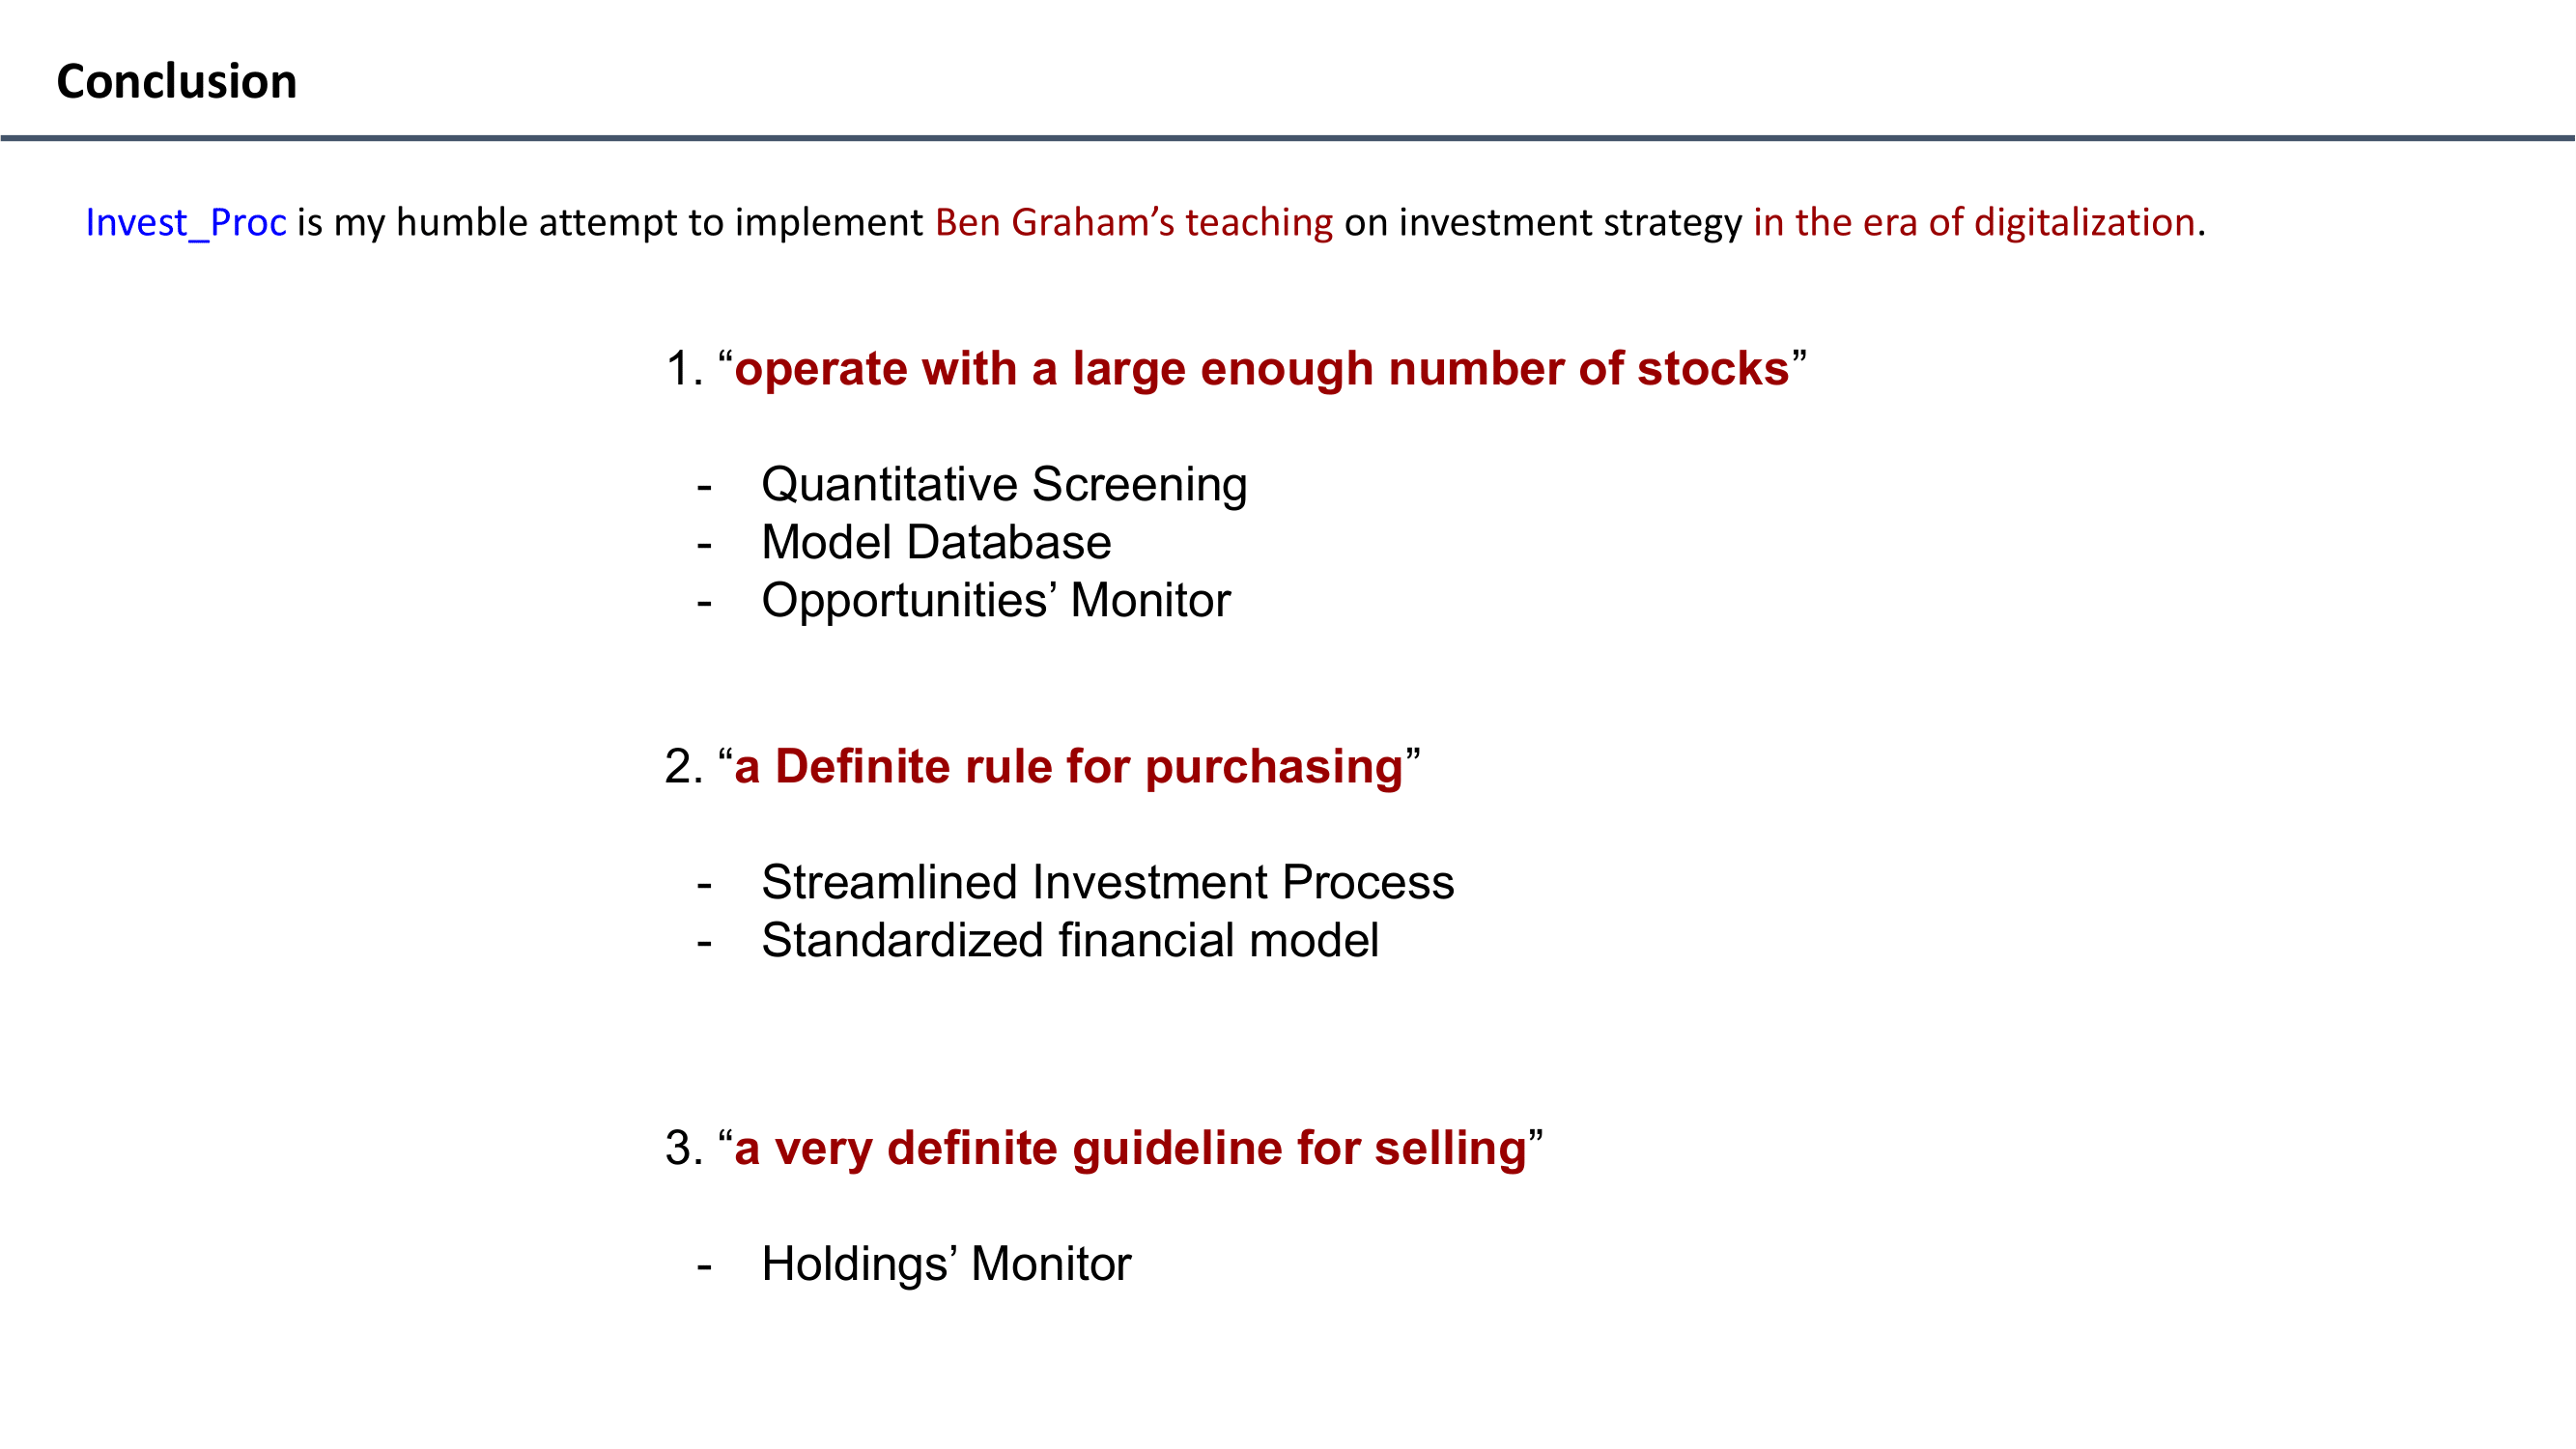 Conclusion
Invest_Proc is my humble attempt to implement Ben Graham’s teaching on investment strategy in the era of digitalization.
1. “operate with a large enough number of stocks”
- Quantitative Screening
- Model Database
- Opportunities’ Monitor
2. “a Definite rule for purchasing”
- Streamlined Investment Process
- Standardized financial model
3. “a very definite guideline for selling”
- Holdings’ Monitor